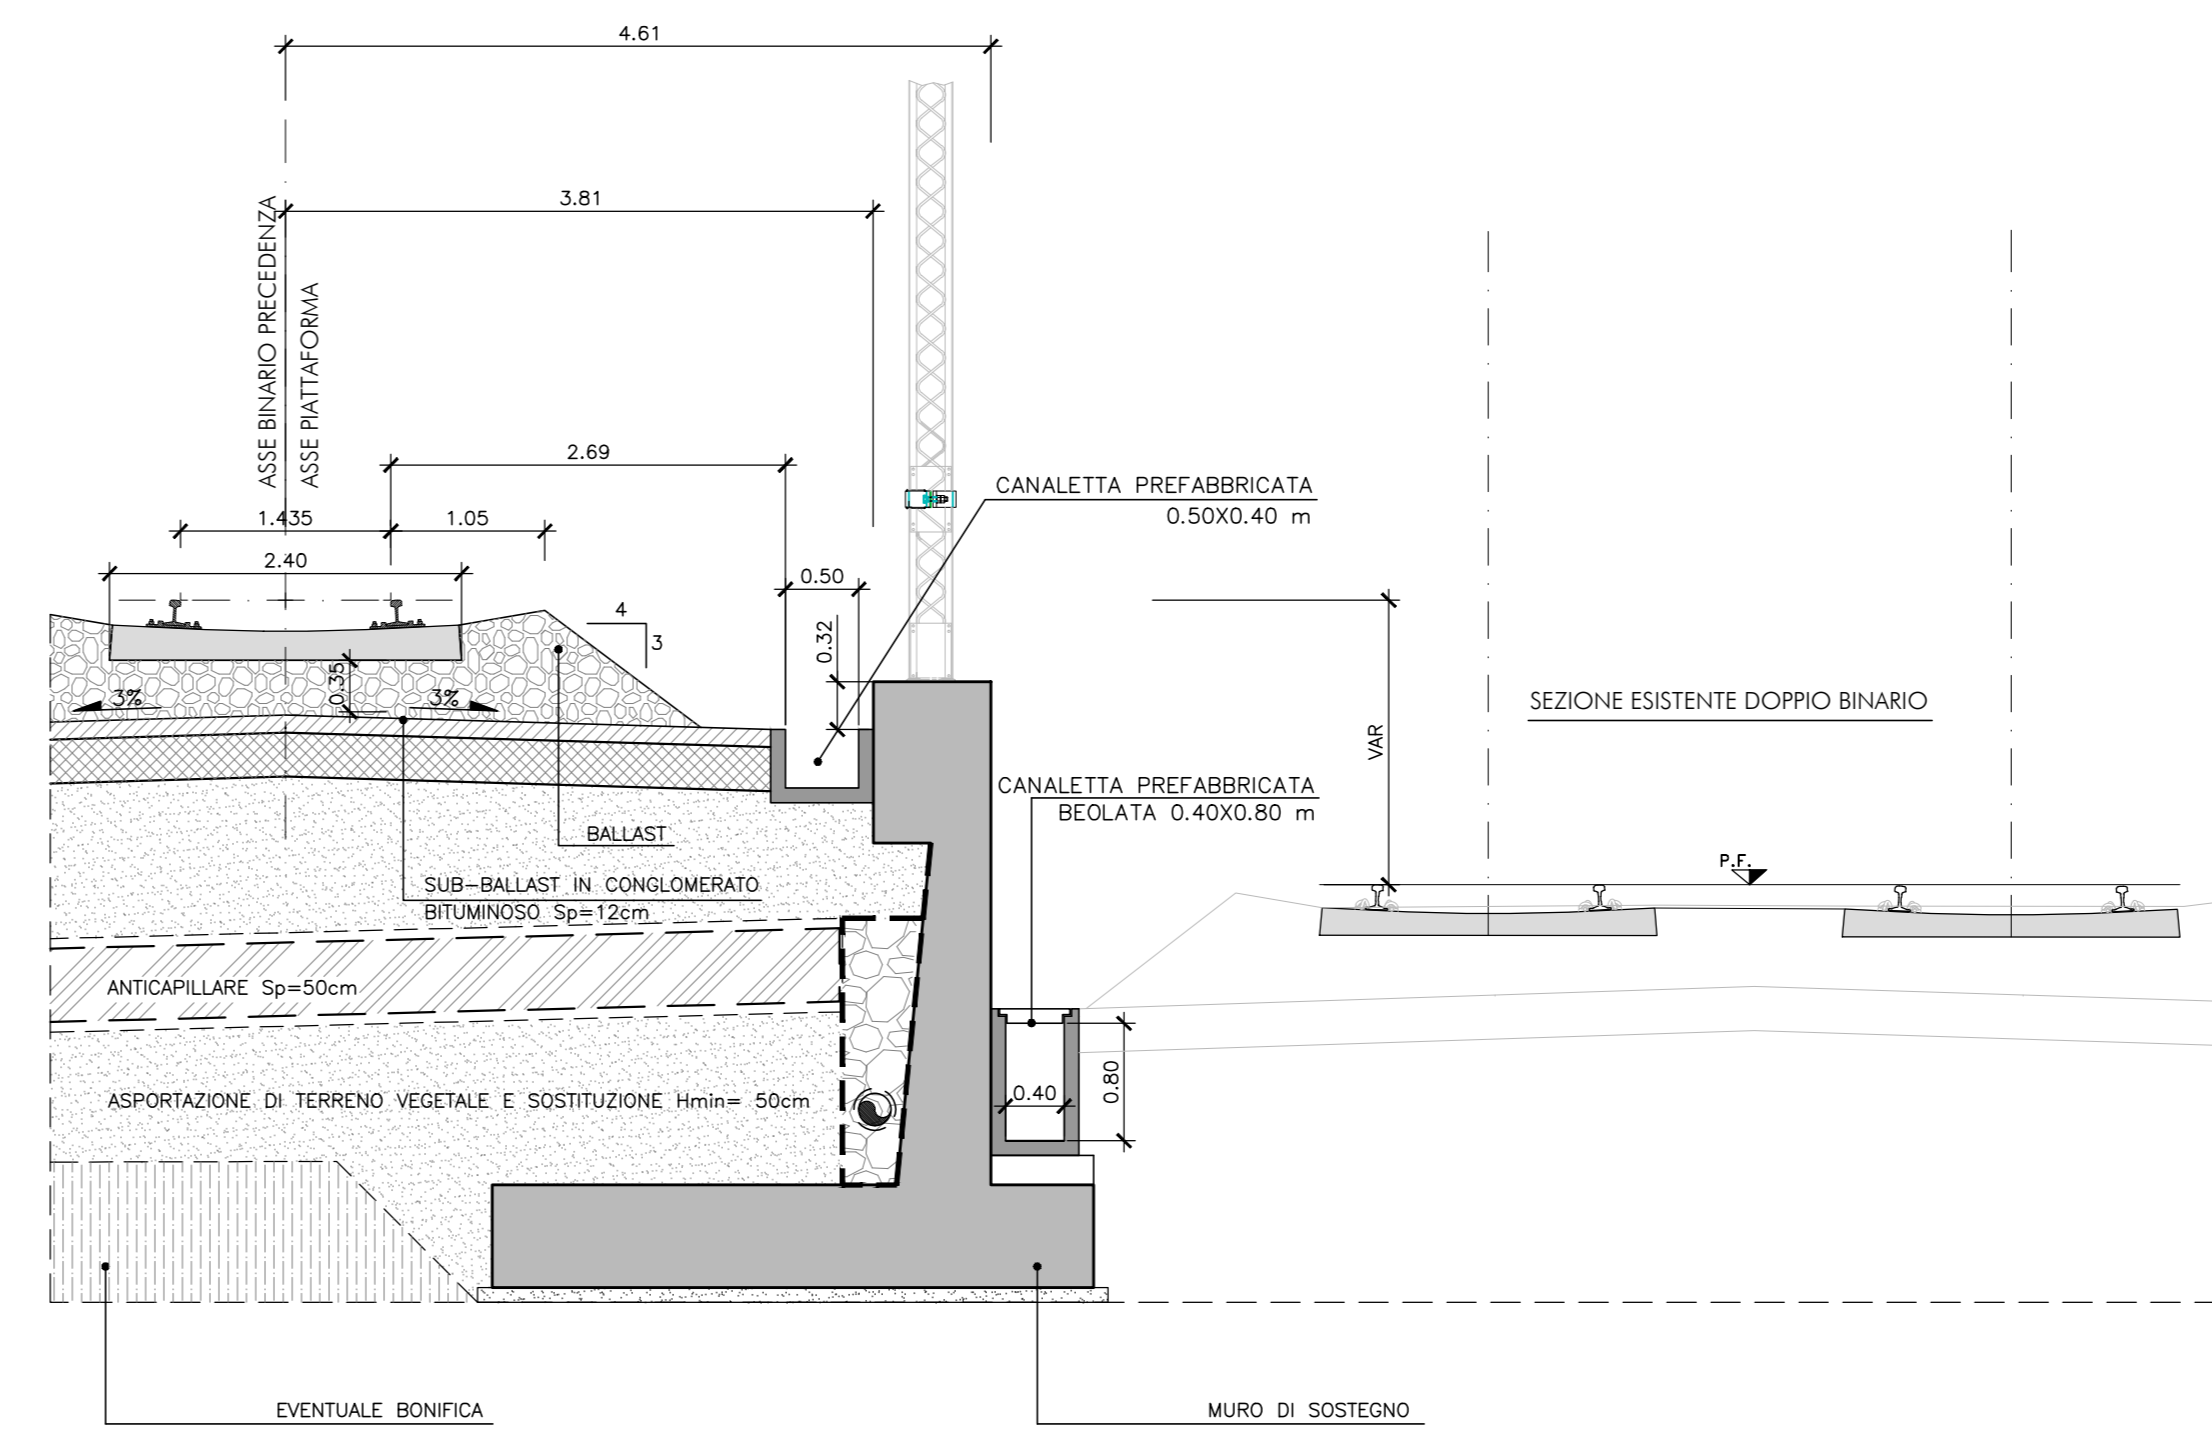 4.61
3.81
ASSE BINARIO PRECEDENZA
ASSE PIATTAFORMA
2.69
CANALETTA PREFABBRICATA
0.50X0.40 m
1.435
1.05
2.40
0.50
4
3
0.32
0.35
3%
3%
SEZIONE ESISTENTE DOPPIO BINARIO
VAR
CANALETTA PREFABBRICATA
BEOLATA 0.40X0.80 m
BALLAST
P.F.
SUB-BALLAST IN CONGLOMERATO
BITUMINOSO Sp=12cm
ANTICAPILLARE Sp=50cm
0.40
0.80
ASPORTAZIONE DI TERRENO VEGETALE E SOSTITUZIONE Hmin= 50cm
EVENTUALE BONIFICA
MURO DI SOSTEGNO